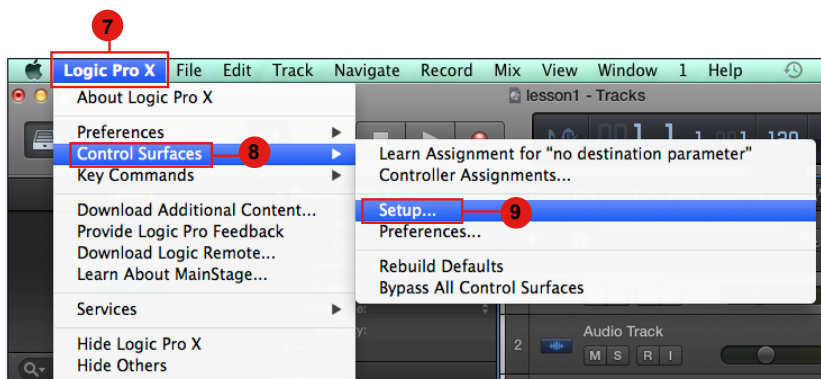 7
Logic Pro X File Edit Track Navigate Record Mix View Window 1 Help
About Logic Pro X
lesson1 - Tracks
Preferences
Control Surfaces
8
Key Commands
Learn Assignment for "no destination parameter"
Controller Assignments...
Setup...
9
Preferences...
Rebuild Defaults
Bypass All Control Surfaces
Download Additional Content...
Provide Logic Pro Feedback
Download Logic Remote...
Learn About MainStage...
Services
Hide Logic Pro X
Hide Others
2
Audio Track
M S R I